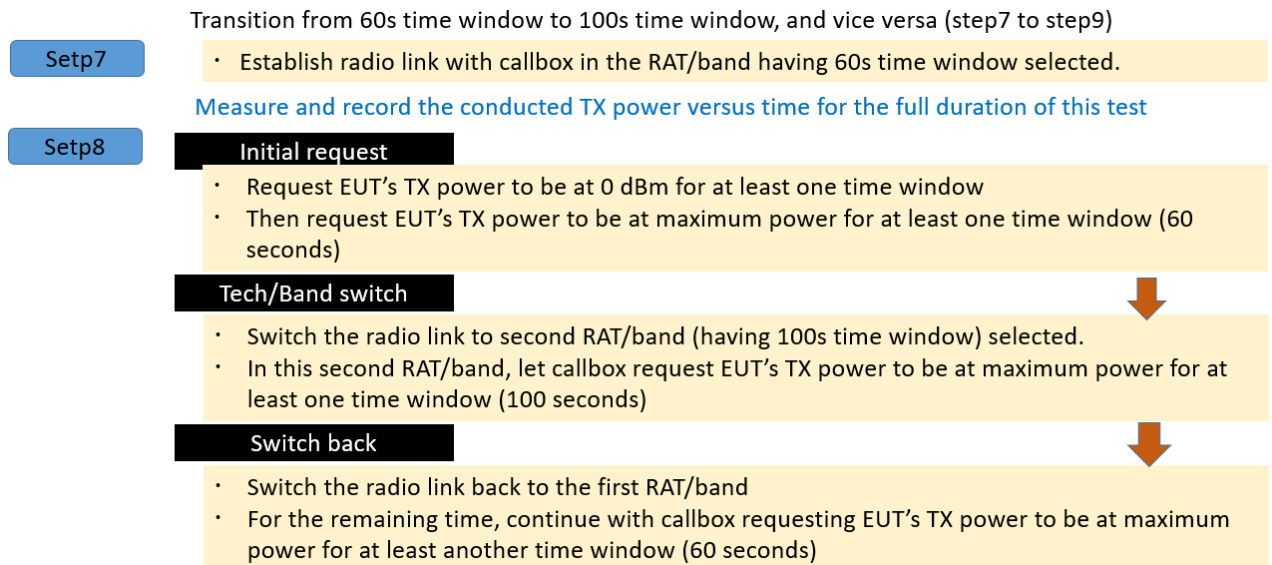 Transition from 60s time window to 100s time window, and vice versa (step7 to step9)
Setp7
· Establish radio link with callbox in the RAT/band having 60s time window selected.
Measure and record the conducted TX power versus time for the full duration of this test
Setp8
Initial request
· Request EUT’s TX power to be at 0 dBm for at least one time window
· Then request EUT’s TX power to be at maximum power for at least one time window (60
seconds)
Tech/Band switch
· Switch the radio link to second RAT/band (having 100s time window) selected.
· In this second RAT/band, let callbox request EUT’s TX power to be at maximum power for at
least one time window (100 seconds)
Switch back
· Switch the radio link back to the first RAT/band
· For the remaining time, continue with callbox requesting EUT’s TX power to be at maximum
power for at least another time window (60 seconds)